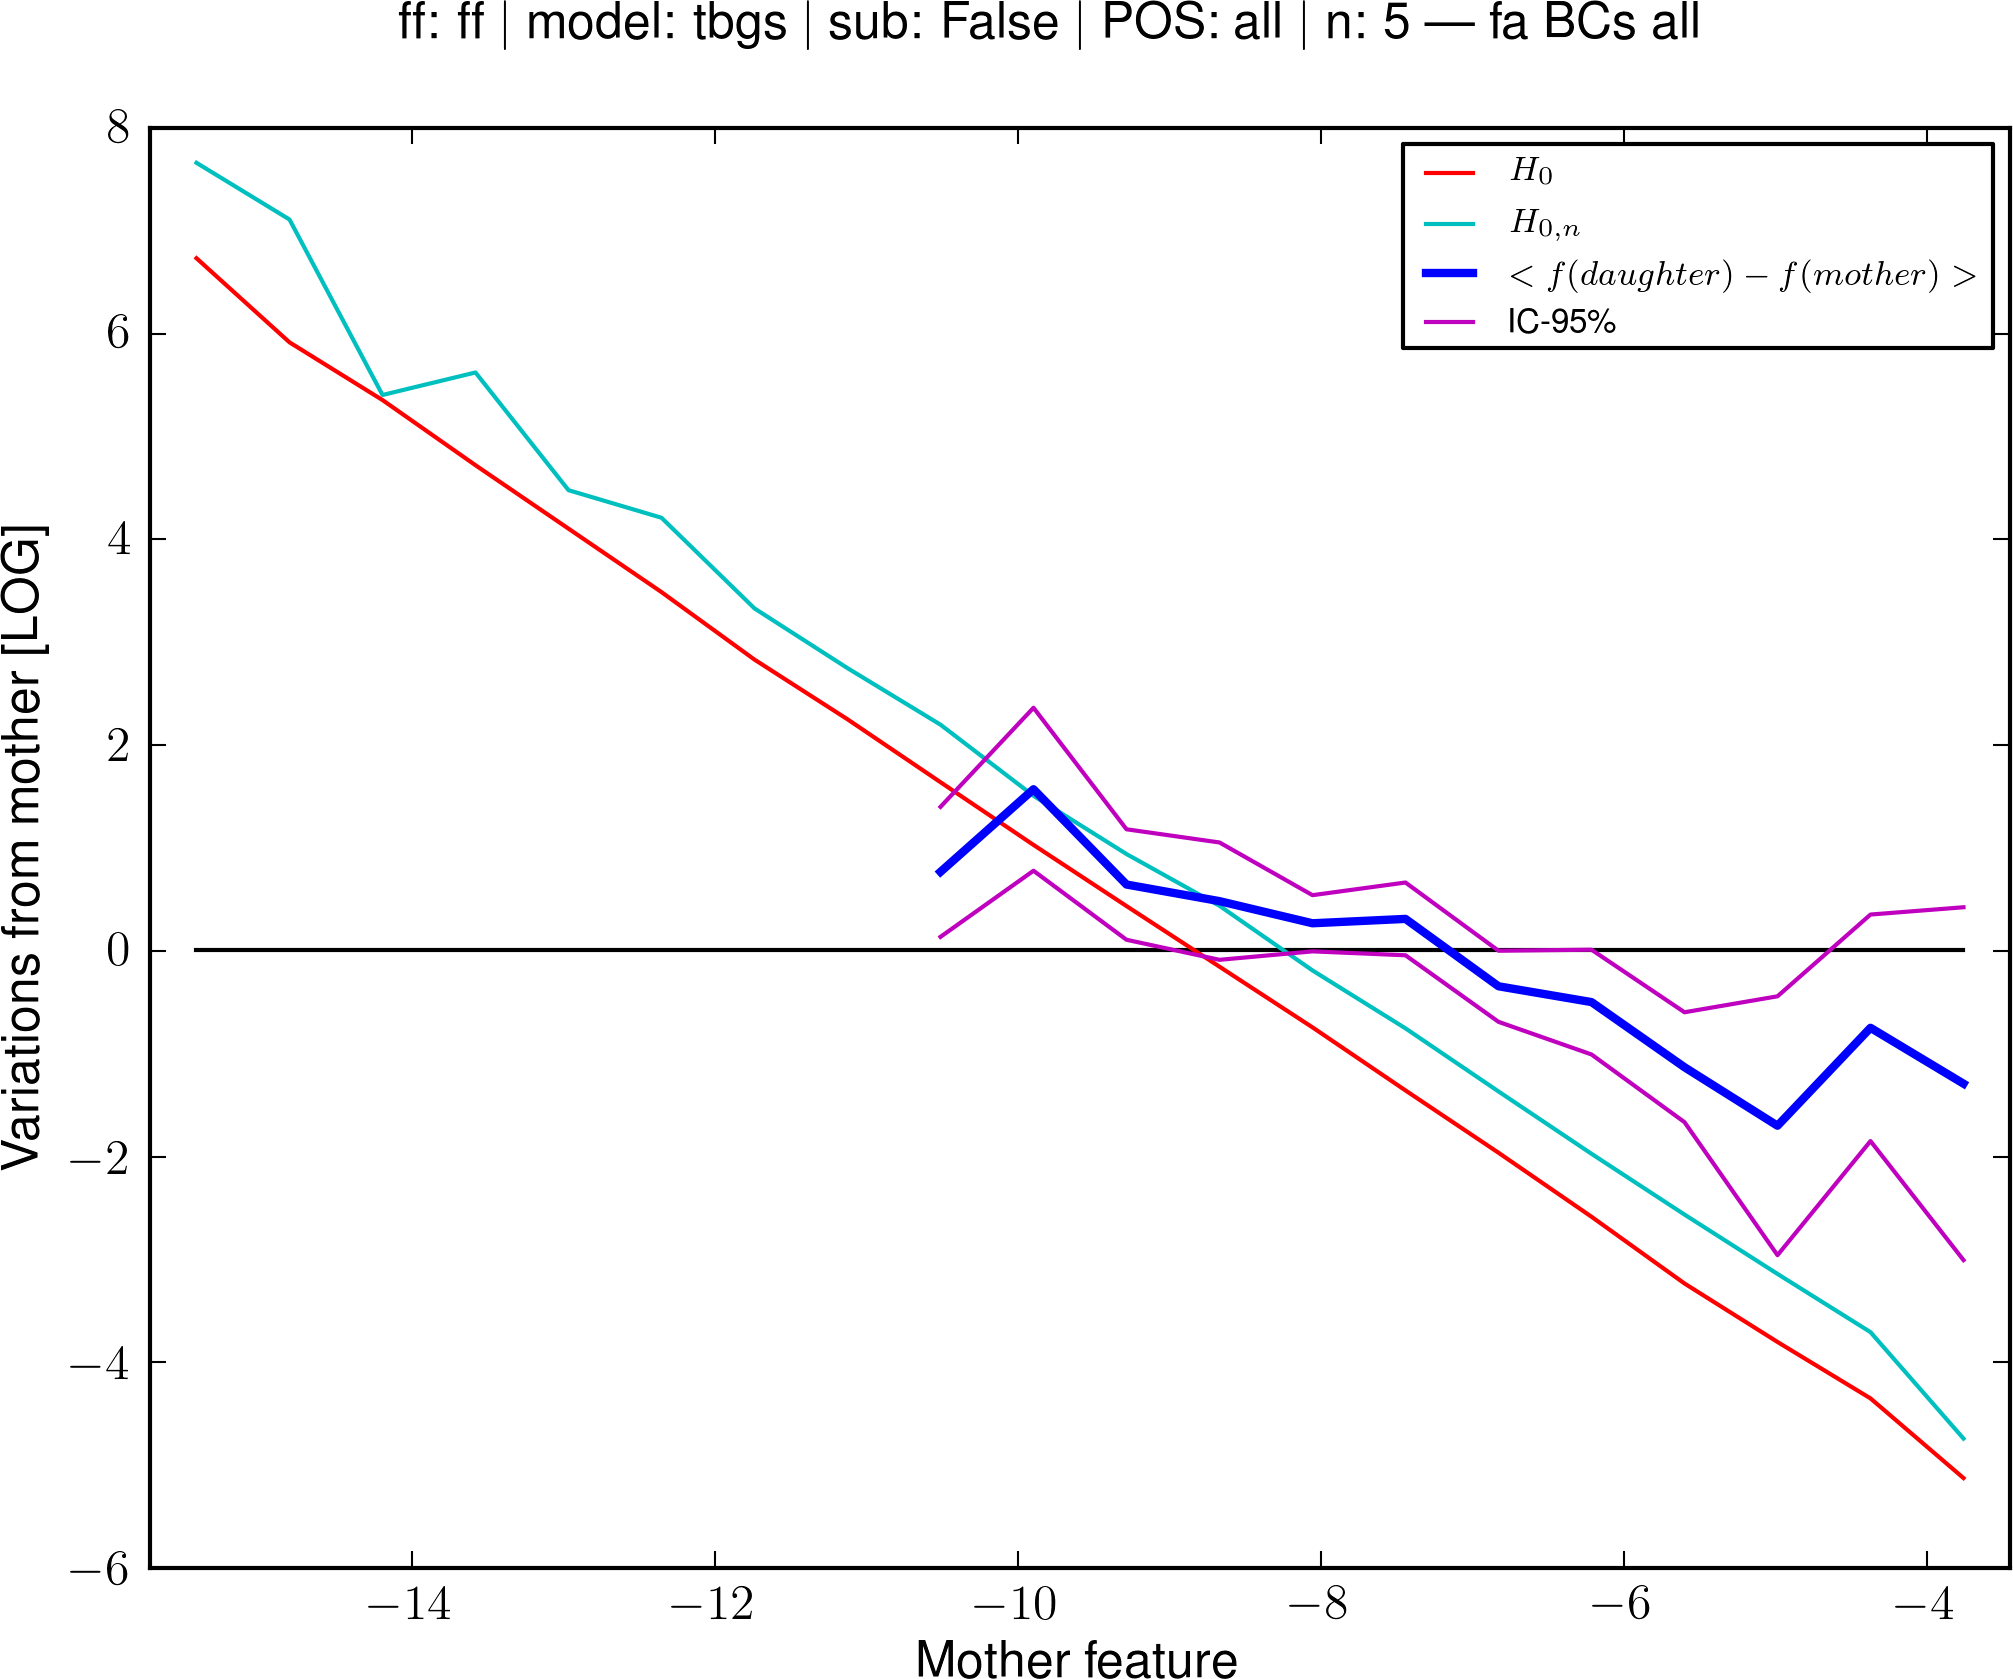 ff: ff | model: tbgs | sub: False | POS: all | n: 5 — fa BCs all
8
6
4
2
0
−2
−4
−6
Variations from mother [LOG]
H₀
H₀,ₙ
< f(daughter) − f(mother) >
IC-95%
−14 −12 −10 −8 −6 −4
Mother feature